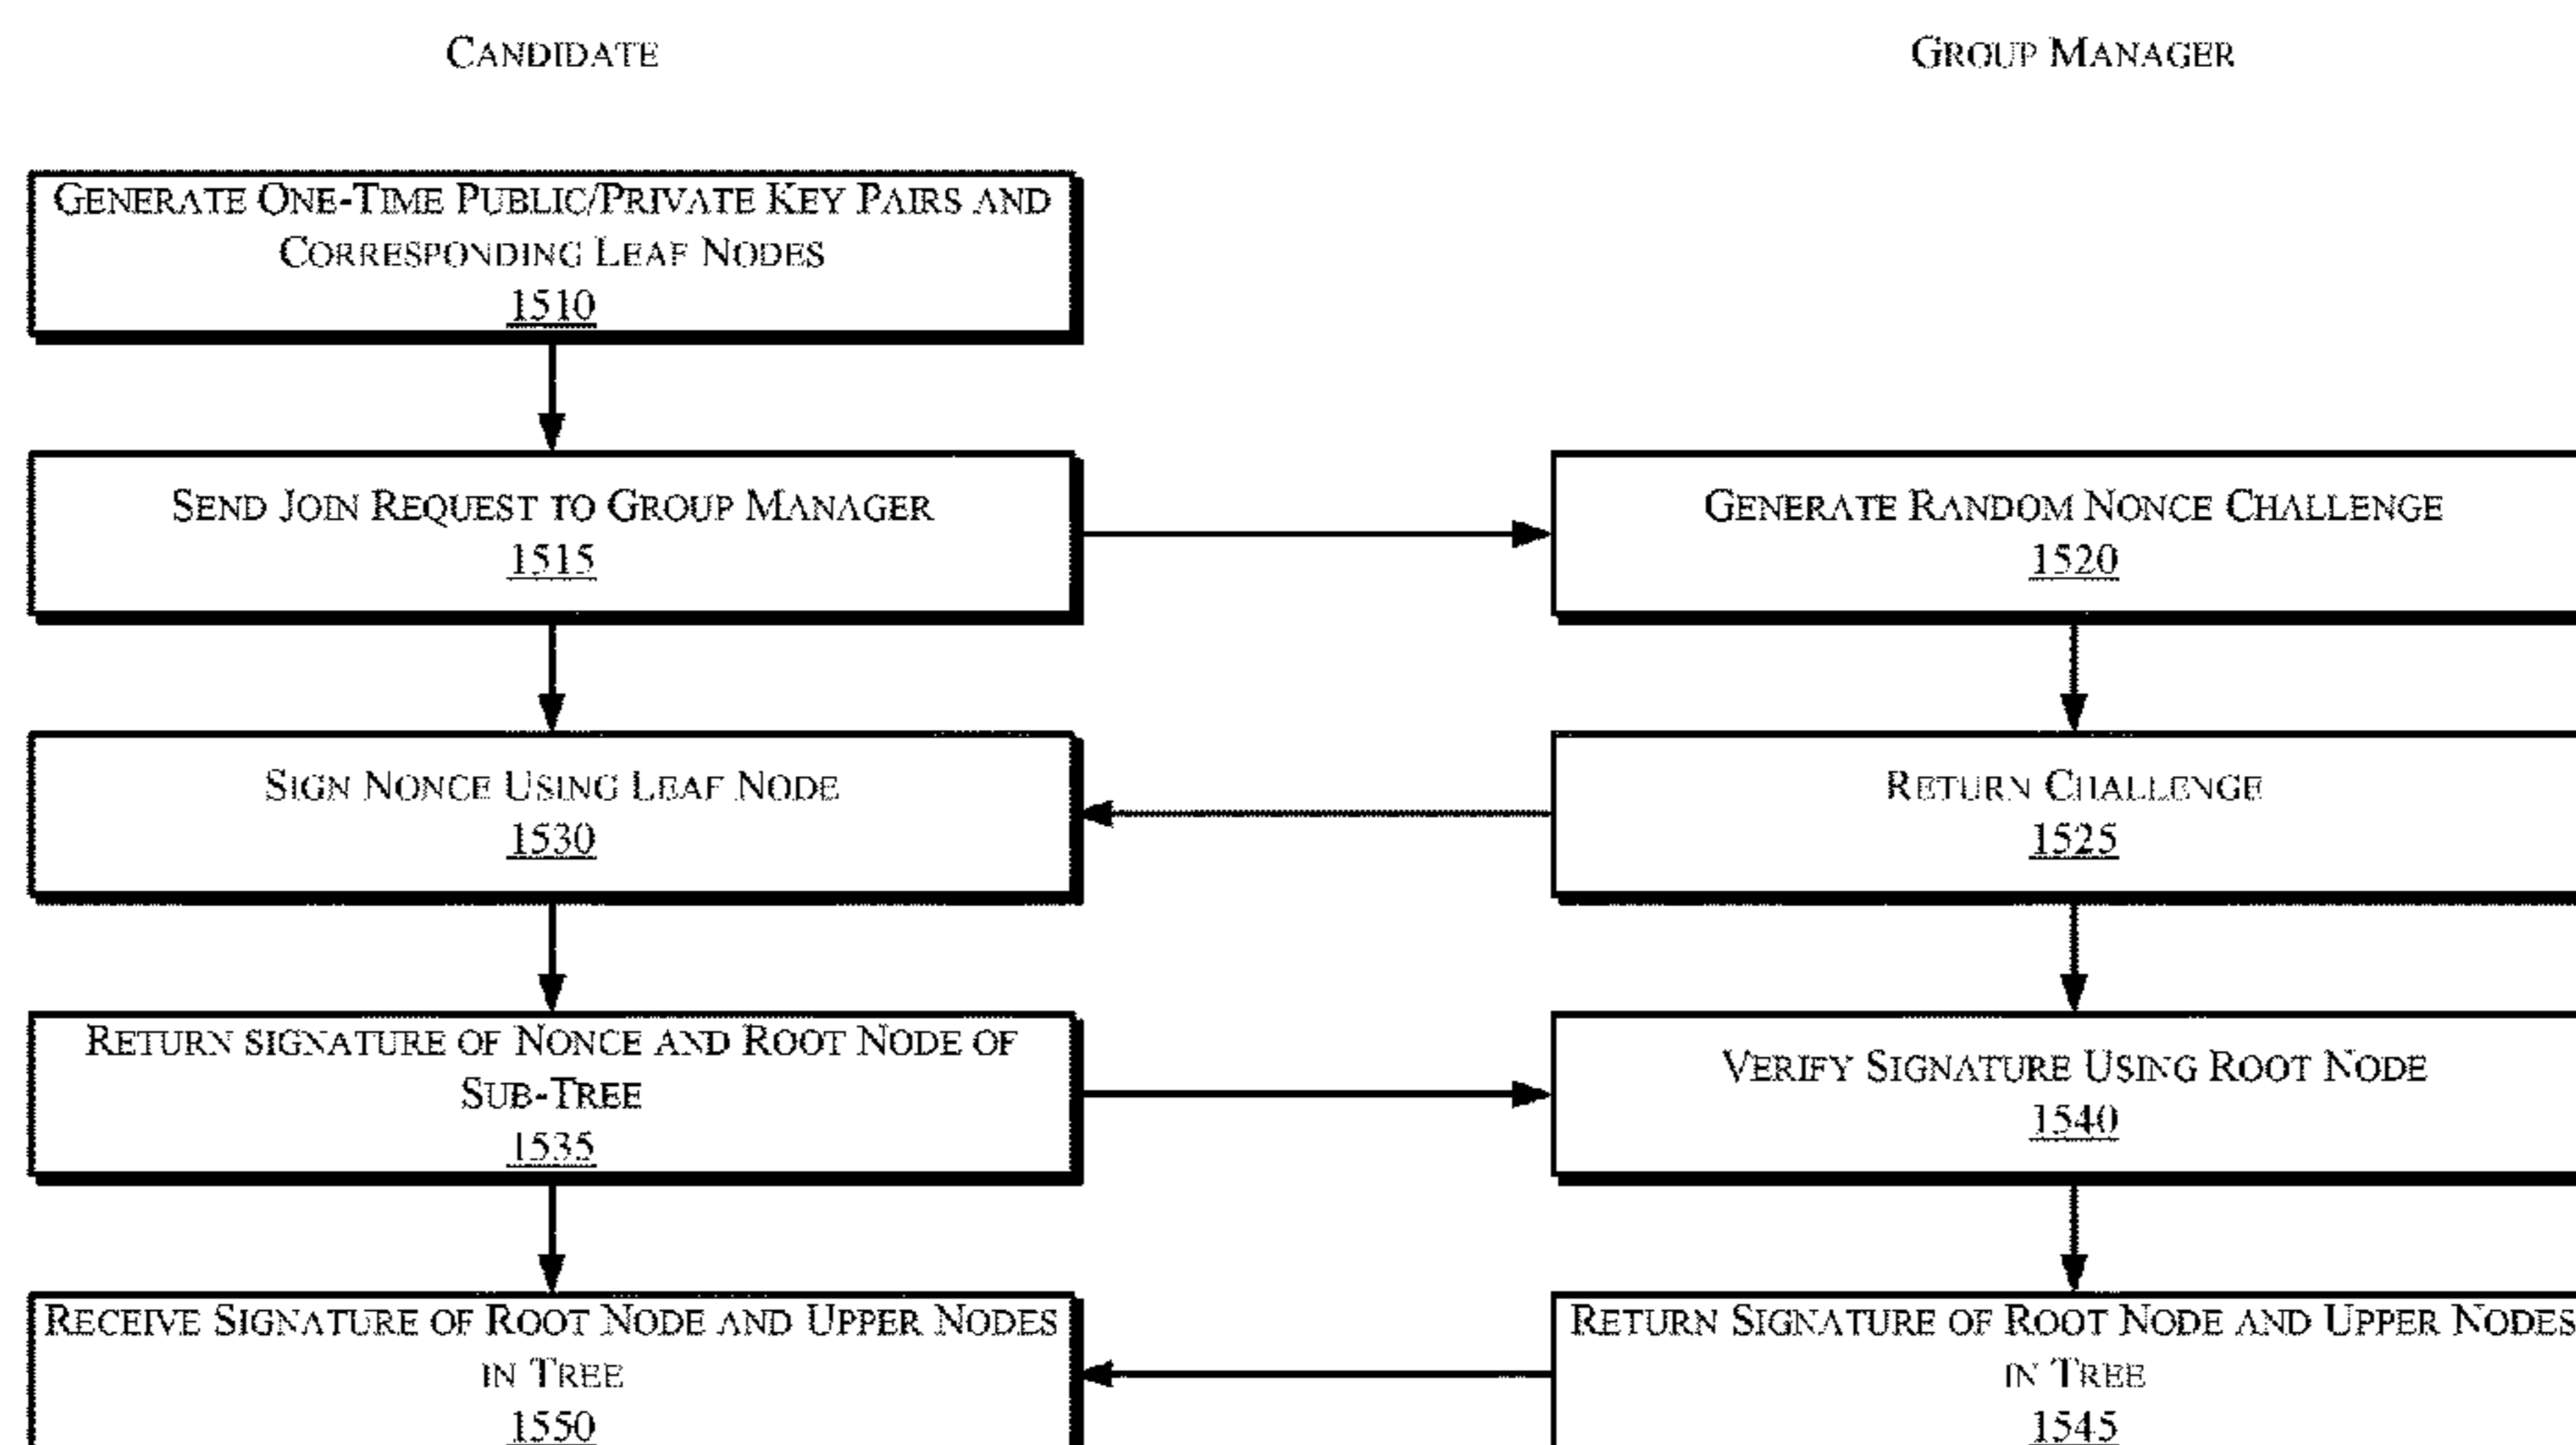 CANDIDATE
GROUP MANAGER
GENERATE ONE-TIME PUBLIC/PRIVATE KEY PAIRS AND
CORRESPONDING LEAF NODES
1510
SEND JOIN REQUEST TO GROUP MANAGER
1515
GENERATE RANDOM NONCE CHALLENGE
1520
SIGN NONCE USING LEAF NODE
1530
RETURN CHALLENGE
1525
RETURN SIGNATURE OF NONCE AND ROOT NODE OF
SUB-TREE
1535
VERIFY SIGNATURE USING ROOT NODE
1540
RECEIVE SIGNATURE OF ROOT NODE AND UPPER NODES
IN TREE
1550
RETURN SIGNATURE OF ROOT NODE AND UPPER NODES
IN TREE
1545